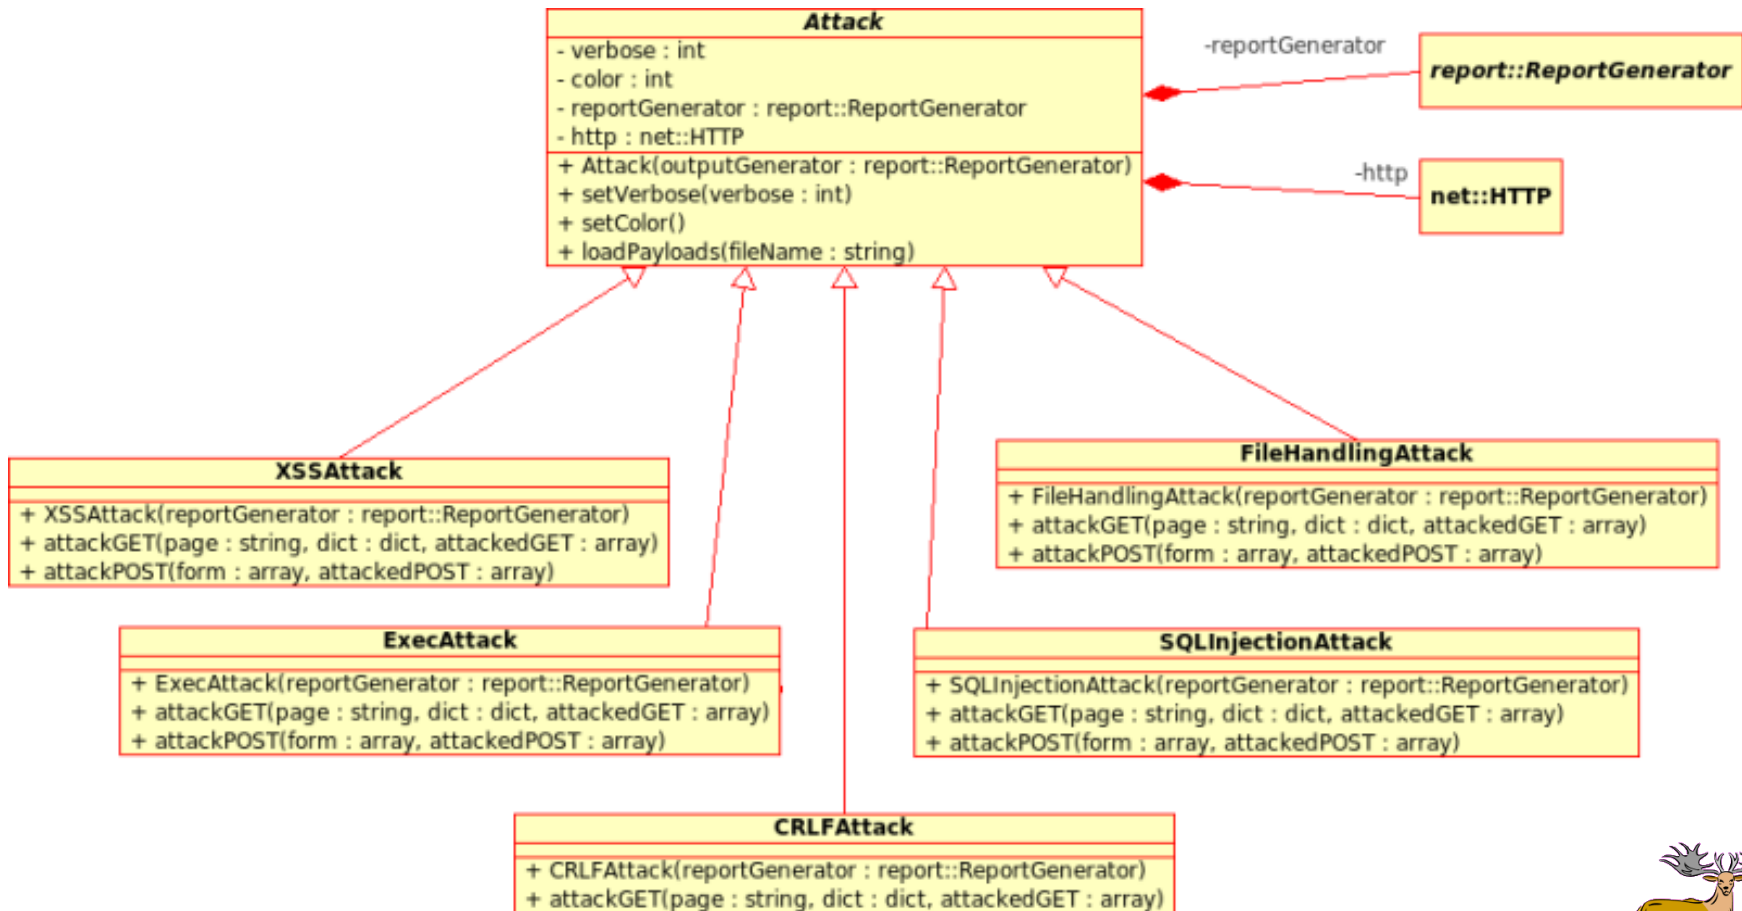 Attack
- verbose : int
- color : int
- reportGenerator : report::ReportGenerator
- http : net::HTTP
+ Attack(outputGenerator : report::ReportGenerator)
+ setVerbose(verbose : int)
+ setColor()
+ loadPayloads(fileName : string)
-reportGenerator
report::ReportGenerator
-http
net::HTTP
XSSAttack
+ XSSAttack(reportGenerator : report::ReportGenerator)
+ attackGET(page : string, dict : dict, attackedGET : array)
+ attackPOST(form : array, attackedPOST : array)
FileHandlingAttack
+ FileHandlingAttack(reportGenerator : report::ReportGenerator)
+ attackGET(page : string, dict : dict, attackedGET : array)
+ attackPOST(form : array, attackedPOST : array)
ExecAttack
+ ExecAttack(reportGenerator : report::ReportGenerator)
+ attackGET(page : string, dict : dict, attackedGET : array)
+ attackPOST(form : array, attackedPOST : array)
SQLInjectionAttack
+ SQLInjectionAttack(reportGenerator : report::ReportGenerator)
+ attackGET(page : string, dict : dict, attackedGET : array)
+ attackPOST(form : array, attackedPOST : array)
CRLFAttack
+ CRLFAttack(reportGenerator : report::ReportGenerator)
+ attackGET(page : string, dict : dict, attackedGET : array)